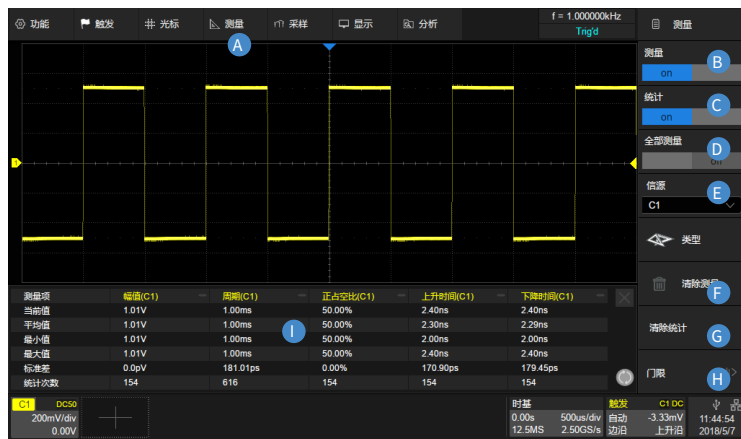 功能 触发 光标 测量 采样 显示 分析 f = 1.000000kHz Trig'd 测量
A
测量 B
on
统计 C
on
全部测量 D
on
信源 E
C1
类型
清除测量 F
清除统计 G
门限 H
1
测量项 幅值(C1) 周期(C1) 正占空比(C1) 上升时间(C1) 下降时间(C1)
当前值 1.01V 1.00ms 50.00% 2.40ns 2.40ns
平均值 1.01V 1.00ms 50.00% 2.30ns 2.29ns
最小值 1.01V 1.00ms 50.00% 2.00ns 2.00ns
最大值 1.01V 1.00ms 50.00% 2.40ns 2.40ns
标准差 0.0pV 181.01ps 0.00% 170.90ps 179.45ps
统计次数 154 616 154 154 154
I
C1 DC50
200mV/div
0.00V
时基 触发 C1 DC
0.00s 500us/div 自动 -3.33mV 11:44:54
12.5MS 2.50GS/s 边沿 上升沿 2018/5/7